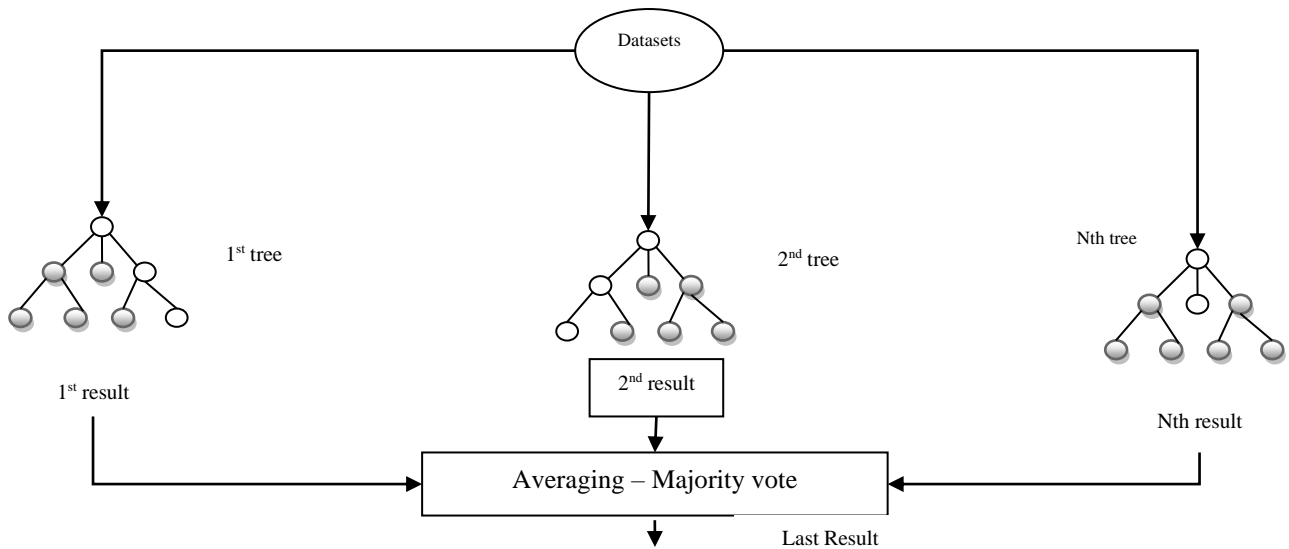 Datasets
1st tree
2nd tree
Nth tree
1st result
2nd result
Nth result
Averaging – Majority vote
Last Result